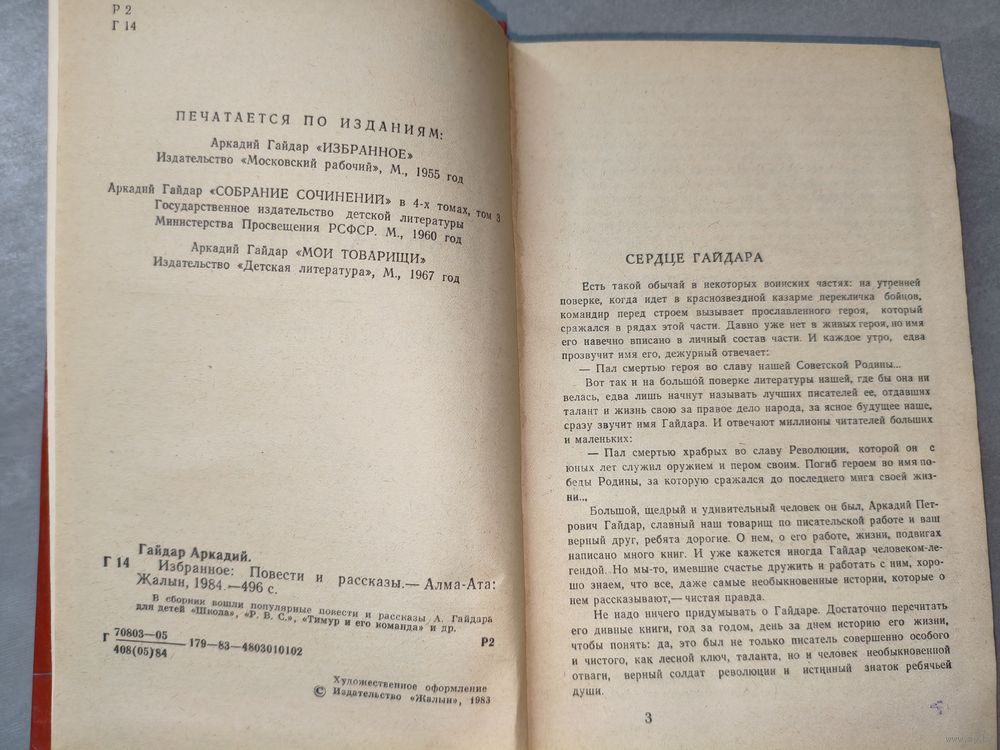 Р 2
Г 14
ПЕЧАТАЕТСЯ ПО ИЗДАНИЯМ:
Аркадий Гайдар «ИЗБРАННОЕ»
Издательство «Московский рабочий», М., 1955 год
Аркадий Гайдар «СОБРАНИЕ СОЧИНЕНИЙ» в 4-х томах, том 3
Государственное издательство детской литературы
Министерства Просвещения РСФСР. М., 1960 год
Аркадий Гайдар «МОИ ТОВАРИЩИ»
Издательство «Детская литература», М., 1967 год
Гайдар Аркадий.
Г 14 Избранное: Повести и рассказы.— Алма-Ата:
Жалын, 1984.—496 с.
В сборник вошли популярные повести и рассказы А. Гайдара
для детей «Школа», «Р. В. С.», «Тимур и его команда» и др.
Г 70803—05 —179—83—4803010102 Р2
408(05)84
Художественное оформление
© Издательство «Жалын», 1983
СЕРДЦЕ ГАЙДАРА
Есть такой обычай в некоторых воинских частях: на утренней
поверке, когда идет в краснозвездной казарме перекличка бойцов,
командир перед строем вызывает прославленного героя, который
сражался в рядах этой части. Давно уже нет в живых героя, но имя
его навечно вписано в личный состав части. И каждое утро, едва
прозвучит имя его, дежурный отвечает:
— Пал смертью героя во славу нашей Советской Родины...
Вот так и на большой поверке литературы нашей, где бы она ни
велась, едва лишь начнут называть лучших писателей ее, отдавших
талант и жизнь свою за правое дело народа, за ясное будущее наше,
сразу звучит имя Гайдара. И отвечают миллионы читателей больших
и маленьких:
— Пал смертью храбрых во славу Революции, которой он с
юных лет служил оружием и пером своим. Погиб героем во имя по-
беды Родины, за которую сражался до последнего мига своей жиз-
ни...
Большой, щедрый и удивительный человек он был, Аркадий Пет-
рович Гайдар, славный наш товарищ по писательской работе и ваш
верный друг, ребята дорогие. О нем, о его работе, жизни, подвигах
написано много книг. И уже кажется иногда Гайдар человеком-ле-
гендой. Но мы-то, имевшие счастье дружить и работать с ним, хоро-
шо знаем, что все, даже самые необыкновенные истории, которые о
нем рассказывают,— чистая правда.
Не надо ничего придумывать о Гайдаре. Достаточно перечитать
его дивные книги, год за годом, день за днем историю его жизни,
чтобы понять: да, это был не только писатель совершенно особого
и чистого, как лесной ключ, таланта, но и человек необыкновенной
отваги, верный солдат революции и истинный знаток ребячьей
души.
3